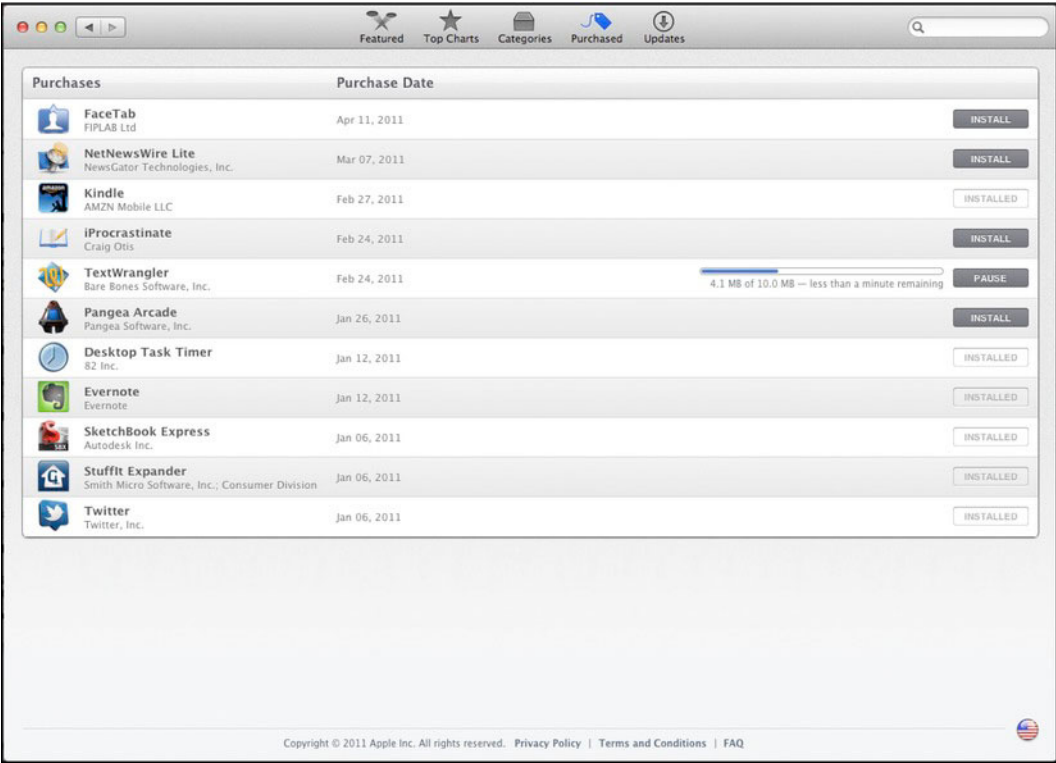 Featured Top Charts Categories Purchased Updates
Purchases Purchase Date
FaceTab
FIPLAB Ltd
Apr 11, 2011
INSTALL
NetNewsWire Lite
NewsGator Technologies, Inc.
Mar 07, 2011
INSTALL
Kindle
AMZN Mobile LLC
Feb 27, 2011
INSTALLED
iProcrastinate
Craig Otis
Feb 24, 2011
INSTALL
TextWrangler
Bare Bones Software, Inc.
Feb 24, 2011
4.1 MB of 10.0 MB — less than a minute remaining
PAUSE
Pangea Arcade
Pangea Software, Inc.
Jan 26, 2011
INSTALL
Desktop Task Timer
82 Inc.
Jan 12, 2011
INSTALLED
Evernote
Evernote
Jan 12, 2011
INSTALLED
SketchBook Express
Autodesk Inc.
Jan 06, 2011
INSTALLED
StuffIt Expander
Smith Micro Software, Inc.; Consumer Division
Jan 06, 2011
INSTALLED
Twitter
Twitter, Inc.
Jan 06, 2011
INSTALLED
Copyright © 2011 Apple Inc. All rights reserved. Privacy Policy | Terms and Conditions | FAQ